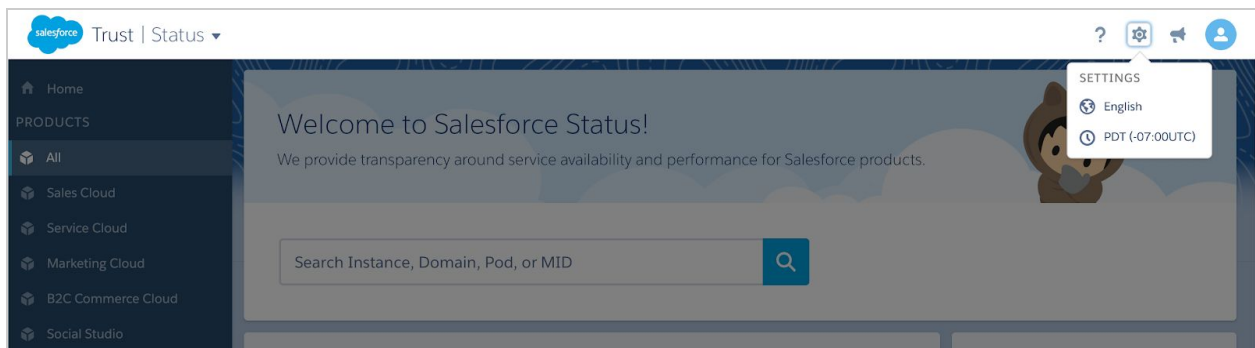 salesforce Trust | Status
?
SETTINGS
English
PDT (-07:00UTC)
Home
PRODUCTS
All
Sales Cloud
Service Cloud
Marketing Cloud
B2C Commerce Cloud
Social Studio
Welcome to Salesforce Status!
We provide transparency around service availability and performance for Salesforce products.
Search Instance, Domain, Pod, or MID